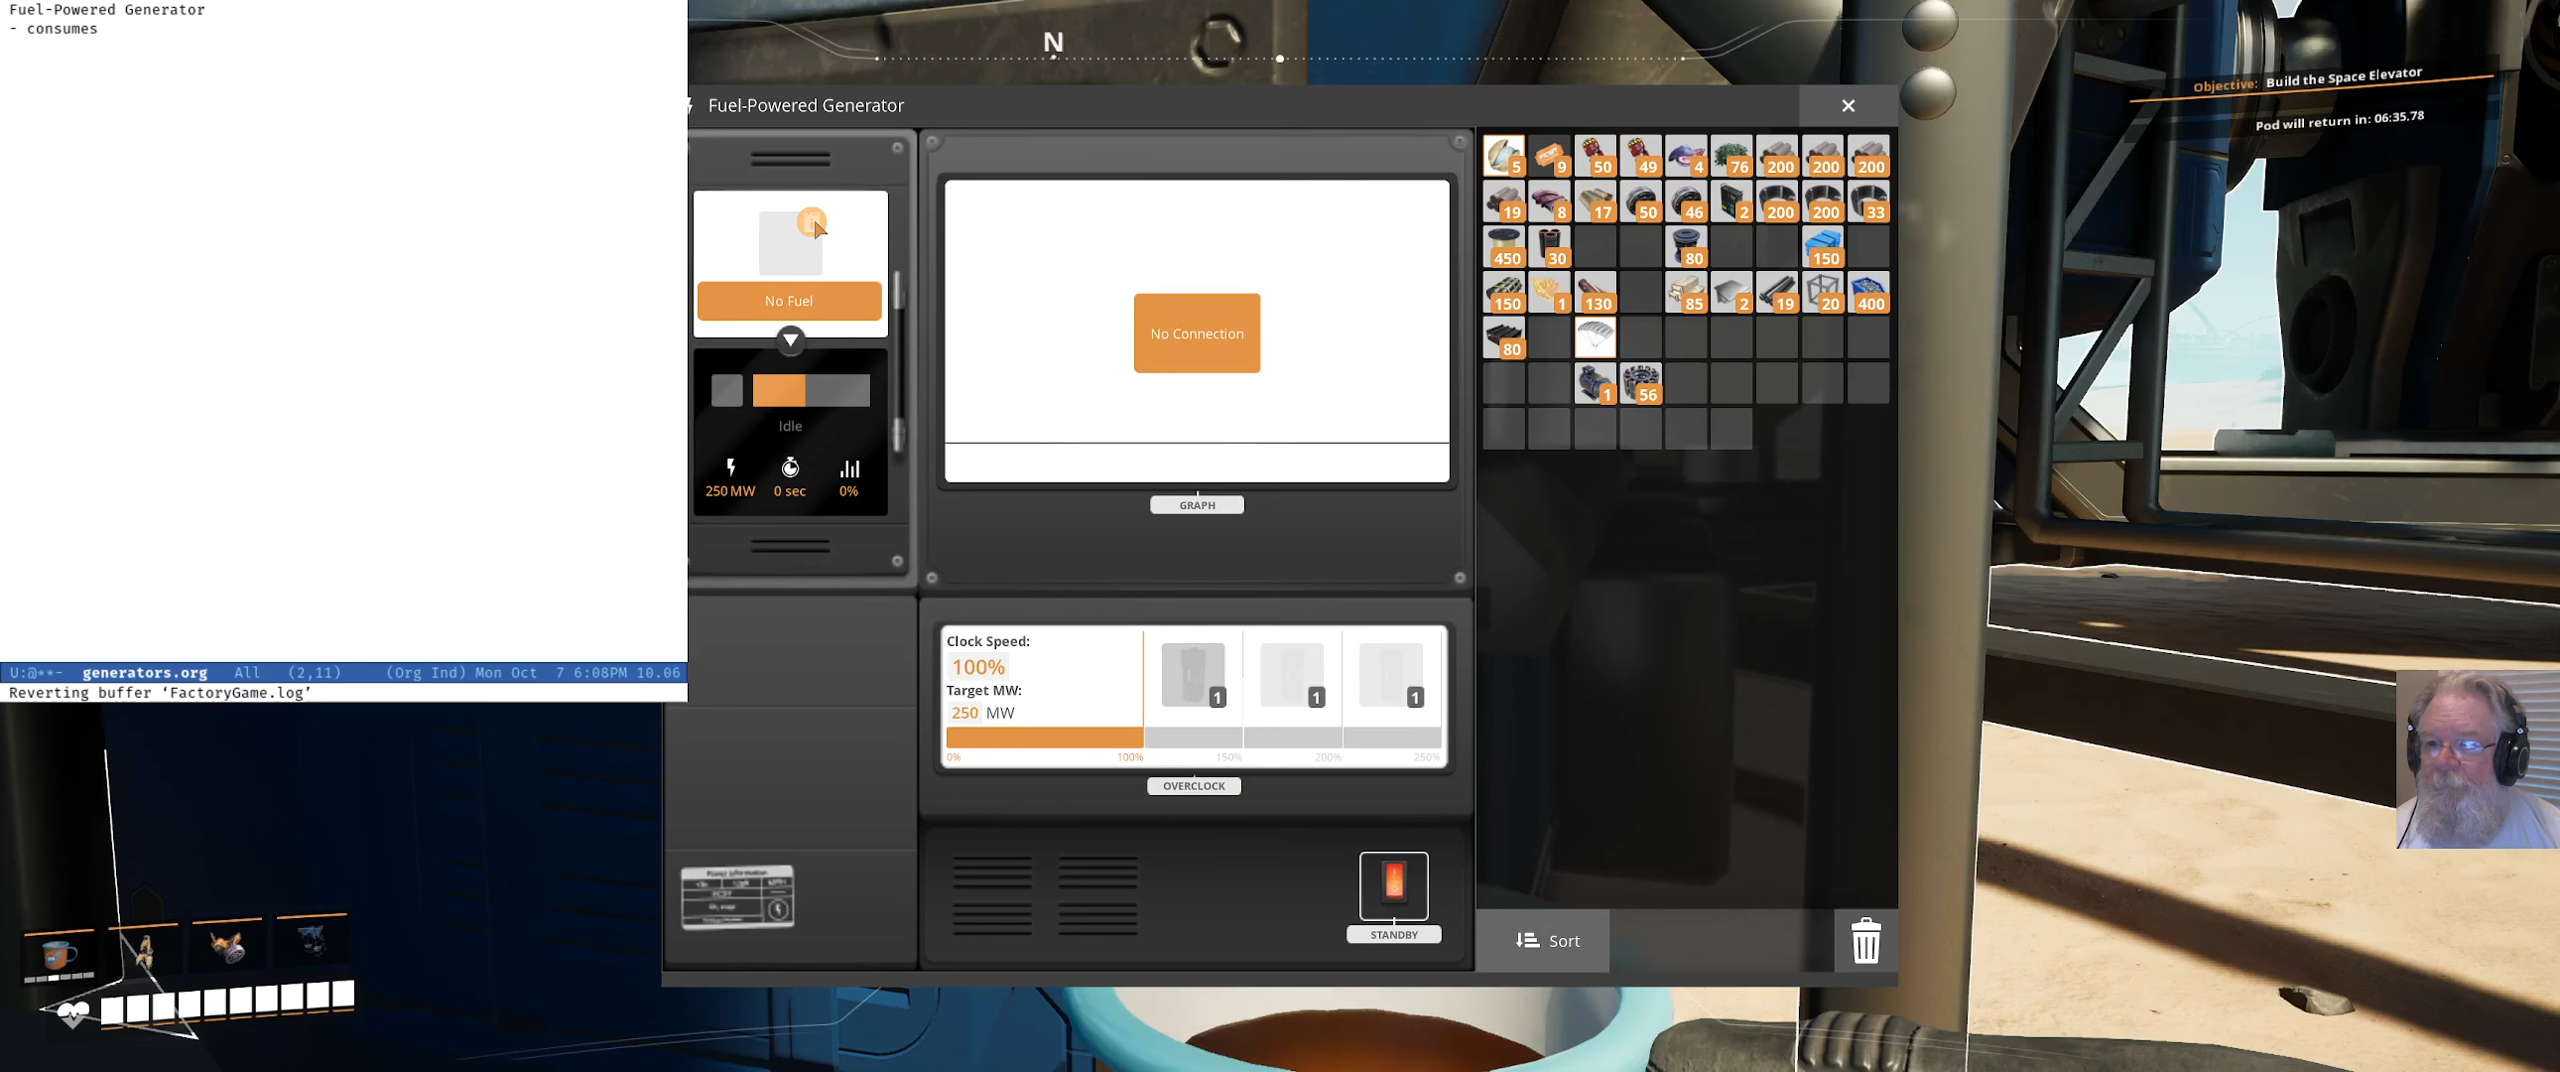 Fuel-Powered Generator
- consumes
N
Objective: Build the Space Elevator
Pod will return in: 06:35.78
Fuel-Powered Generator
5 9 50 49 4 76 200 200 200
19 8 17 50 46 2 200 200 33
450 30 80 150
150 1 130 85 2 19 20 400
80
1 56
No Fuel
No Connection
Idle
250 MW 0 sec 0%
GRAPH
Clock Speed:
100%
Target MW:
250 MW
1 1 1
0% 100% 150% 200% 250%
OVERCLOCK
STANDBY
Sort
U:@**- generators.org All (2,11) (Org Ind) Mon Oct 7 6:08PM 10.06
Reverting buffer ‘FactoryGame.log’